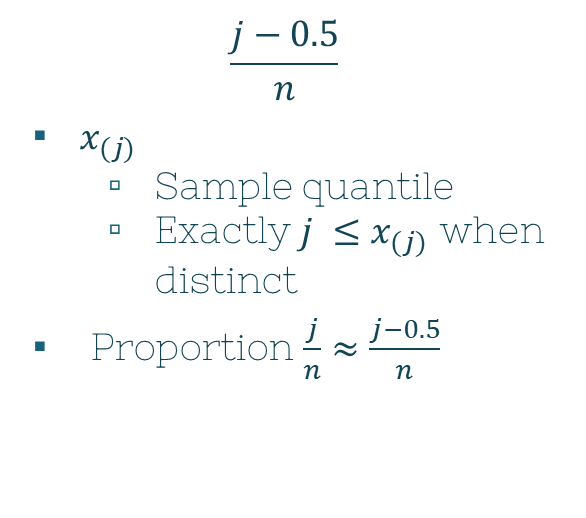 j − 0.5
n
▪ x(j)
▫ Sample quantile
▫ Exactly j ≤ x(j) when
distinct
▪ Proportion j/n ≈ j−0.5/n